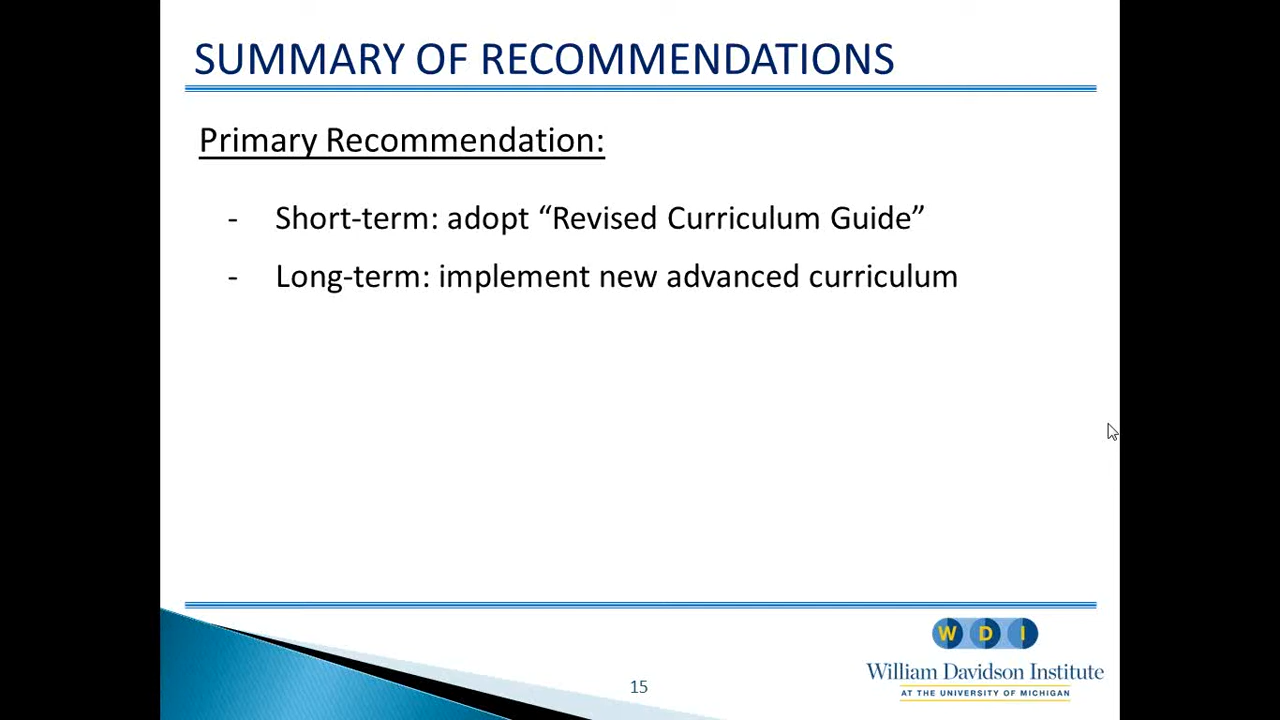 SUMMARY OF RECOMMENDATIONS
Primary Recommendation:
- Short-term: adopt “Revised Curriculum Guide”
- Long-term: implement new advanced curriculum
W D I
William Davidson Institute
AT THE UNIVERSITY OF MICHIGAN
15